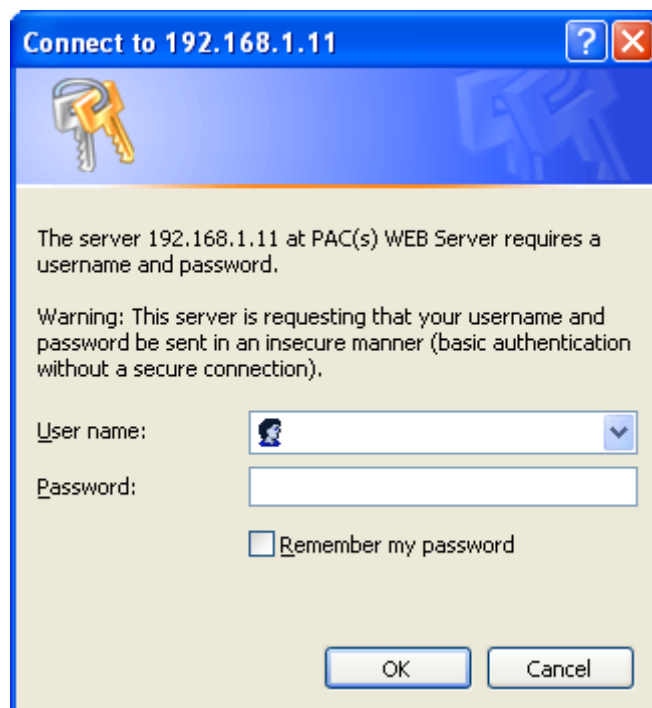 Connect to 192.168.1.11
The server 192.168.1.11 at PAC(s) WEB Server requires a
username and password.
Warning: This server is requesting that your username and
password be sent in an insecure manner (basic authentication
without a secure connection).
User name:
Password:
Remember my password
OK Cancel